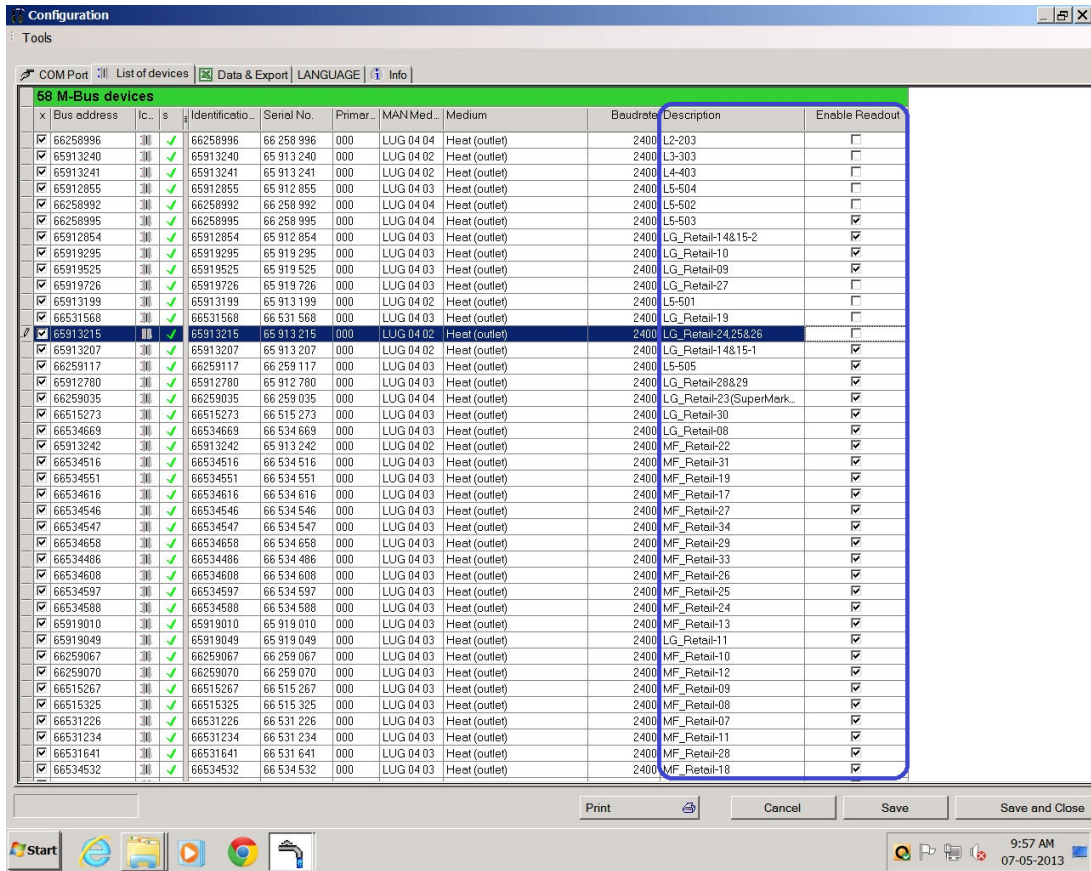 Configuration
Tools
COM Port List of devices Data & Export LANGUAGE Info
58 M-Bus devices
x Bus address Ic... s Identificatio... Serial No. Primar... MAN Med... Medium Baudrate Description Enable Readout
66258996 66258996 66 258 996 000 LUG 04 04 Heat (outlet) 2400 L2-203
65913240 65913240 65 913 240 000 LUG 04 02 Heat (outlet) 2400 L3-303
65913241 65913241 65 913 241 000 LUG 04 02 Heat (outlet) 2400 L4-403
65912855 65912855 65 912 855 000 LUG 04 03 Heat (outlet) 2400 L5-504
66258992 66258992 66 258 992 000 LUG 04 04 Heat (outlet) 2400 L5-502
66258995 66258995 66 258 995 000 LUG 04 04 Heat (outlet) 2400 L5-503
65912854 65912854 65 912 854 000 LUG 04 03 Heat (outlet) 2400 LG_Retail-14&15-2
65919295 65919295 65 919 295 000 LUG 04 03 Heat (outlet) 2400 LG_Retail-10
65919525 65919525 65 919 525 000 LUG 04 03 Heat (outlet) 2400 LG_Retail-09
65919726 65919726 65 919 726 000 LUG 04 03 Heat (outlet) 2400 LG_Retail-27
65913199 65913199 65 913 199 000 LUG 04 02 Heat (outlet) 2400 L5-501
66531568 66531568 66 531 568 000 LUG 04 03 Heat (outlet) 2400 LG_Retail-19
65913215 65913215 65 913 215 000 LUG 04 02 Heat (outlet) 2400 LG_Retail-24,25&26
65913207 65913207 65 913 207 000 LUG 04 02 Heat (outlet) 2400 LG_Retail-14&15-1
66259117 66259117 66 259 117 000 LUG 04 03 Heat (outlet) 2400 L5-505
65912780 65912780 65 912 780 000 LUG 04 03 Heat (outlet) 2400 LG_Retail-28&29
66259035 66259035 66 259 035 000 LUG 04 04 Heat (outlet) 2400 LG_Retail-23(SuperMark...
66515273 66515273 66 515 273 000 LUG 04 03 Heat (outlet) 2400 LG_Retail-30
66534669 66534669 66 534 669 000 LUG 04 03 Heat (outlet) 2400 LG_Retail-08
65913242 65913242 65 913 242 000 LUG 04 02 Heat (outlet) 2400 MF_Retail-22
66534516 66534516 66 534 516 000 LUG 04 03 Heat (outlet) 2400 MF_Retail-31
66534551 66534551 66 534 551 000 LUG 04 03 Heat (outlet) 2400 MF_Retail-19
66534616 66534616 66 534 616 000 LUG 04 03 Heat (outlet) 2400 MF_Retail-17
66534546 66534546 66 534 546 000 LUG 04 03 Heat (outlet) 2400 MF_Retail-27
66534547 66534547 66 534 547 000 LUG 04 03 Heat (outlet) 2400 MF_Retail-34
66534658 66534658 66 534 658 000 LUG 04 03 Heat (outlet) 2400 MF_Retail-29
66534486 66534486 66 534 486 000 LUG 04 03 Heat (outlet) 2400 MF_Retail-33
66534608 66534608 66 534 608 000 LUG 04 03 Heat (outlet) 2400 MF_Retail-26
66534597 66534597 66 534 597 000 LUG 04 03 Heat (outlet) 2400 MF_Retail-25
66534588 66534588 66 534 588 000 LUG 04 03 Heat (outlet) 2400 MF_Retail-24
65919010 65919010 65 919 010 000 LUG 04 03 Heat (outlet) 2400 MF_Retail-13
65919049 65919049 65 919 049 000 LUG 04 03 Heat (outlet) 2400 LG_Retail-11
66259067 66259067 66 259 067 000 LUG 04 03 Heat (outlet) 2400 MF_Retail-10
66259070 66259070 66 259 070 000 LUG 04 03 Heat (outlet) 2400 MF_Retail-12
66515267 66515267 66 515 267 000 LUG 04 03 Heat (outlet) 2400 MF_Retail-09
66515325 66515325 66 515 325 000 LUG 04 03 Heat (outlet) 2400 MF_Retail-08
66531226 66531226 66 531 226 000 LUG 04 03 Heat (outlet) 2400 MF_Retail-07
66531234 66531234 66 531 234 000 LUG 04 03 Heat (outlet) 2400 MF_Retail-11
66531641 66531641 66 531 641 000 LUG 04 03 Heat (outlet) 2400 MF_Retail-28
66534532 66534532 66 534 532 000 LUG 04 03 Heat (outlet) 2400 MF_Retail-18
Print Cancel Save Save and Close
Start 9:57 AM
07-05-2013